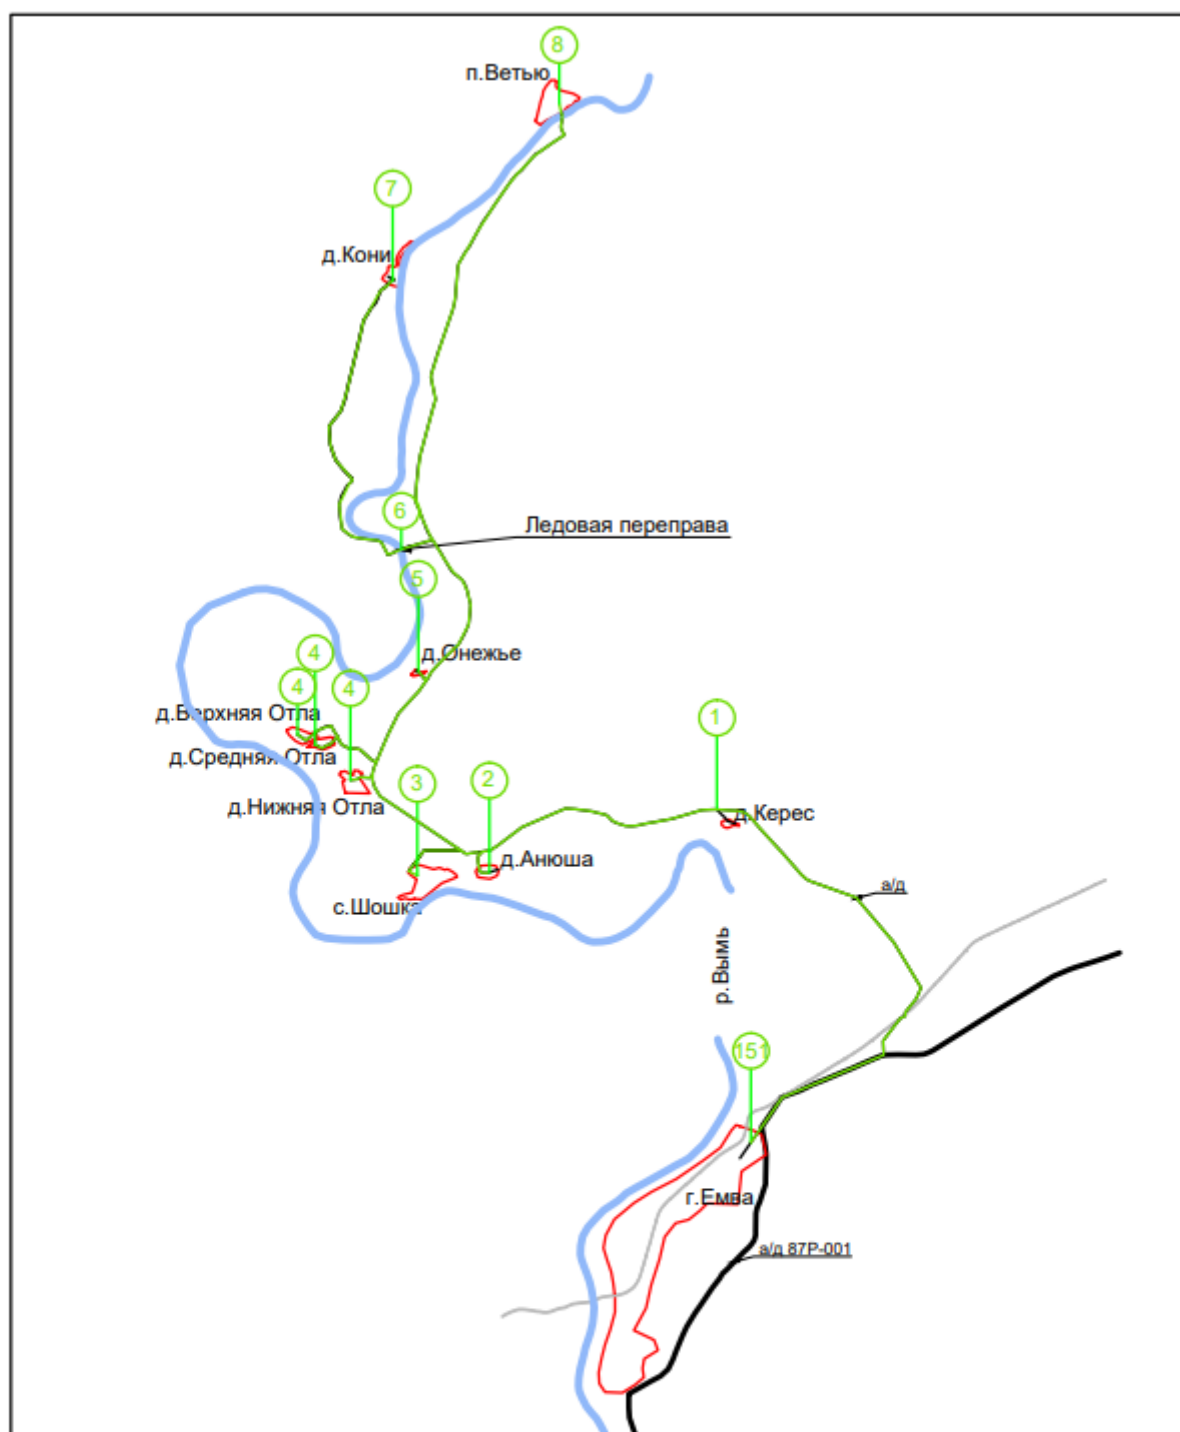 8
п.Ветью
7
д.Кони
6
Ледовая переправа
5
4
д.Онежье
4
4
д.Верхняя Отла
1
д.Средняя Отла
3
2
д.Нижняя Отла
д.Керес
д.Анюша
а/д
с.Шошка
р.Вымь
151
г.Емва
а/д 87Р-001